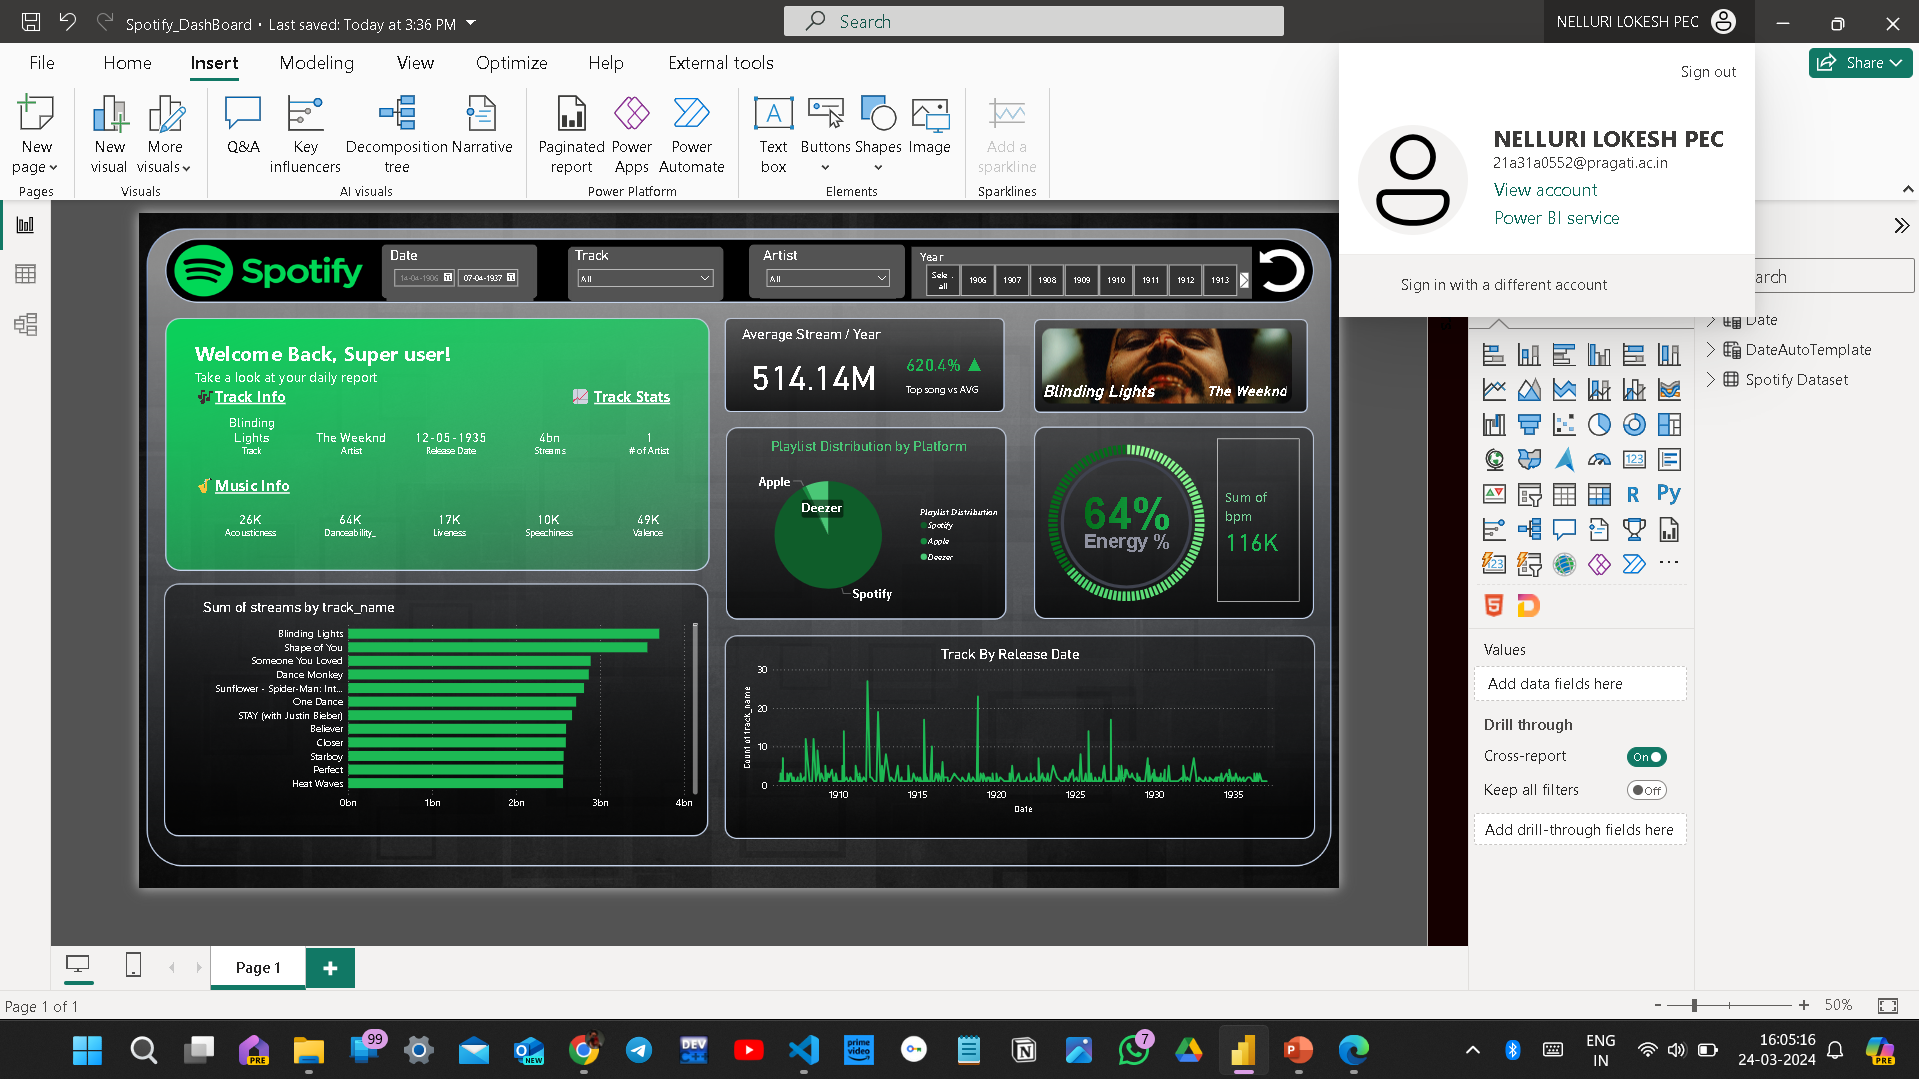 Spotify_DashBoard • Last saved: Today at 3:36 PM
Search
NELLURI LOKESH PEC
File Home Insert Modeling View Optimize Help External tools
Share
Sign out
New page
New visual
More visuals
Q&A
Key influencers
Decomposition tree
Narrative
Paginated report
Power Apps
Power Automate
Text box
Buttons
Shapes
Image
Add a sparkline
Pages
Visuals
AI visuals
Power Platform
Elements
Sparklines
NELLURI LOKESH PEC
21a31a0552@pragati.ac.in
View account
Power BI service
Sign in with a different account
Spotify
Date
14-04-1906 07-04-1937
Track
All
Artist
All
Year
Sele... all
1906 1907 1908 1909 1910 1911 1912 1913
arch
Date
DateAutoTemplate
Spotify Dataset
Welcome Back, Super user!
Take a look at your daily report
Track Info
Track Stats
Blinding Lights
Track
The Weeknd
Artist
12-05-1935
Release Date
4bn
Streams
1
# of Artist
Music Info
26K
Acousticness
64K
Danceability_
17K
Liveness
10K
Speechiness
49K
Valence
Average Stream / Year
514.14M
620.4%
Top song vs AVG
Blinding Lights
The Weeknd
Playlist Distribution by Platform
Apple
Deezer
Spotify
Playlist Distribution
Spotify
Apple
Deezer
64%
Energy %
Sum of bpm
116K
Sum of streams by track_name
Blinding Lights
Shape of You
Someone You Loved
Dance Monkey
Sunflower - Spider-Man: Int...
One Dance
STAY (with Justin Bieber)
Believer
Closer
Starboy
Perfect
Heat Waves
0bn 1bn 2bn 3bn 4bn
Track By Release Date
Count of track_name
30
20
10
0
1910 1915 1920 1925 1930 1935
Date
R
Py
123
123
Values
Add data fields here
Drill through
Cross-report
On
Keep all filters
Off
Add drill-through fields here
Page 1
Page 1 of 1
- + 50%
PRE
99
NEW
DEV
C++
prime video
7
ENG
IN
16:05:16
24-03-2024
PRE